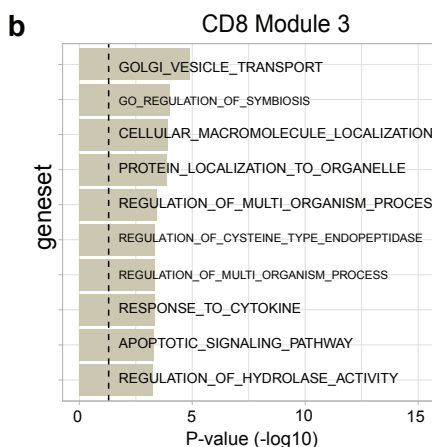 b
CD8 Module 3
GOLGI_VESICLE_TRANSPORT
GO_REGULATION_OF_SYMBIOSIS
CELLULAR_MACROMOLECULE_LOCALIZATION
PROTEIN_LOCALIZATION_TO_ORGANELLE
REGULATION_OF_MULTI_ORGANISM_PROCES
REGULATION_OF_CYSTEINE_TYPE_ENDOPEPTIDASE
REGULATION_OF_MULTI_ORGANISM_PROCESS
RESPONSE_TO_CYTOKINE
APOPTOTIC_SIGNALING_PATHWAY
REGULATION_OF_HYDROLASE_ACTIVITY
geneset
0 5 10 15
P-value (-log10)